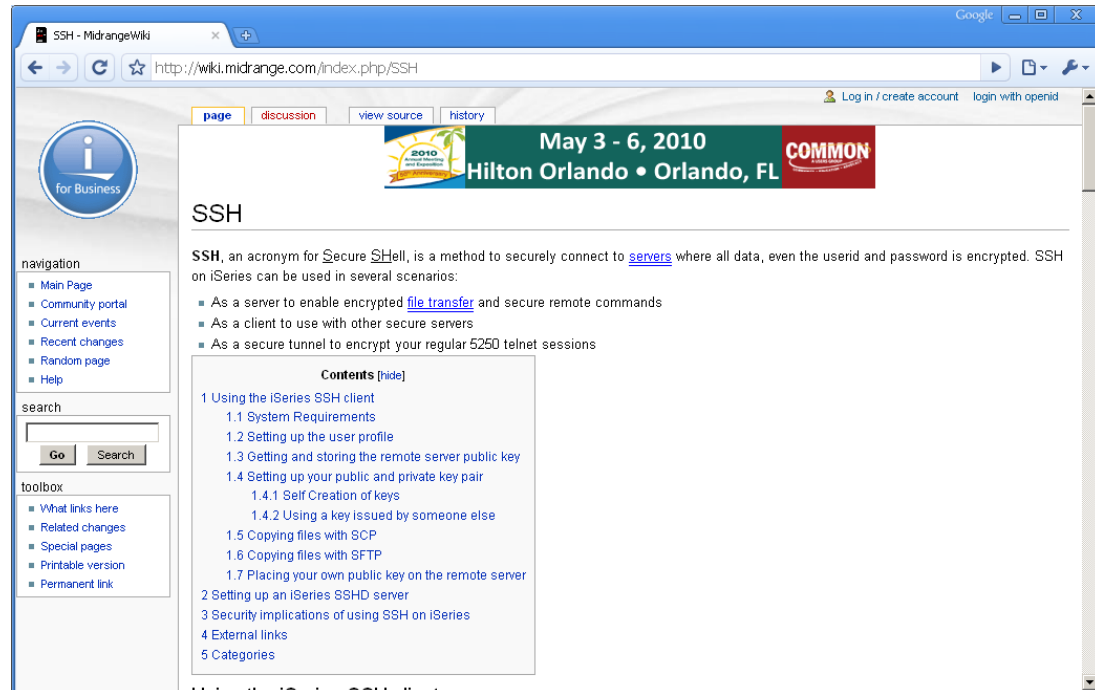 Google
SSH - MidrangeWiki
http://wiki.midrange.com/index.php/SSH
Log in / create account login with openid
page discussion view source history
i
for Business
2010
Annual Meeting
and Exposition
May 3 - 6, 2010
Hilton Orlando • Orlando, FL
COMMON
SSH
SSH, an acronym for Secure SHell, is a method to securely connect to servers where all data, even the userid and password is encrypted. SSH
on iSeries can be used in several scenarios:
As a server to enable encrypted file transfer and secure remote commands
As a client to use with other secure servers
As a secure tunnel to encrypt your regular 5250 telnet sessions
navigation
Main Page
Community portal
Current events
Recent changes
Random page
Help
search
Go Search
toolbox
What links here
Related changes
Special pages
Printable version
Permanent link
Contents [hide]
1 Using the iSeries SSH client
1.1 System Requirements
1.2 Setting up the user profile
1.3 Getting and storing the remote server public key
1.4 Setting up your public and private key pair
1.4.1 Self Creation of keys
1.4.2 Using a key issued by someone else
1.5 Copying files with SCP
1.6 Copying files with SFTP
1.7 Placing your own public key on the remote server
2 Setting up an iSeries SSHD server
3 Security implications of using SSH on iSeries
4 External links
5 Categories
Using the iSeries SSH client